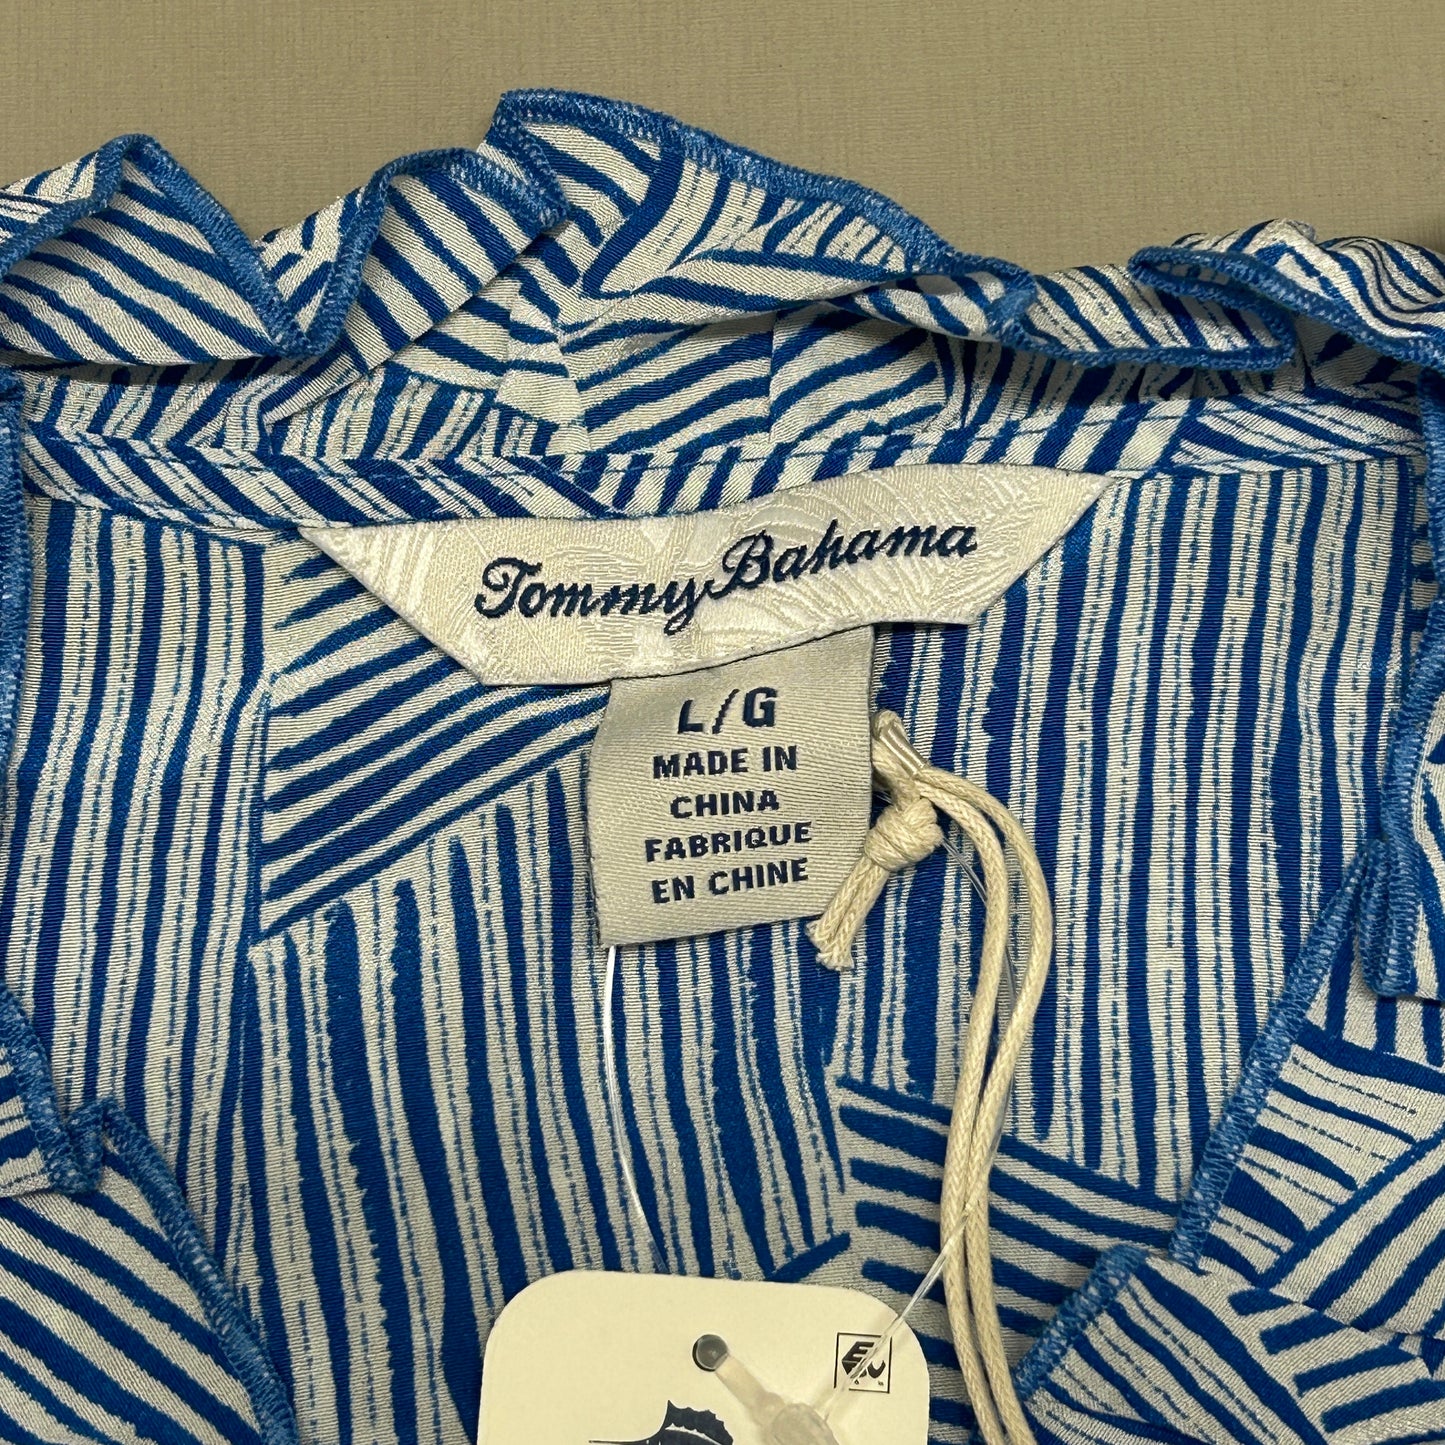 Tommy Bahama
L/G
MADE IN
CHINA
FABRIQUE
EN CHINE